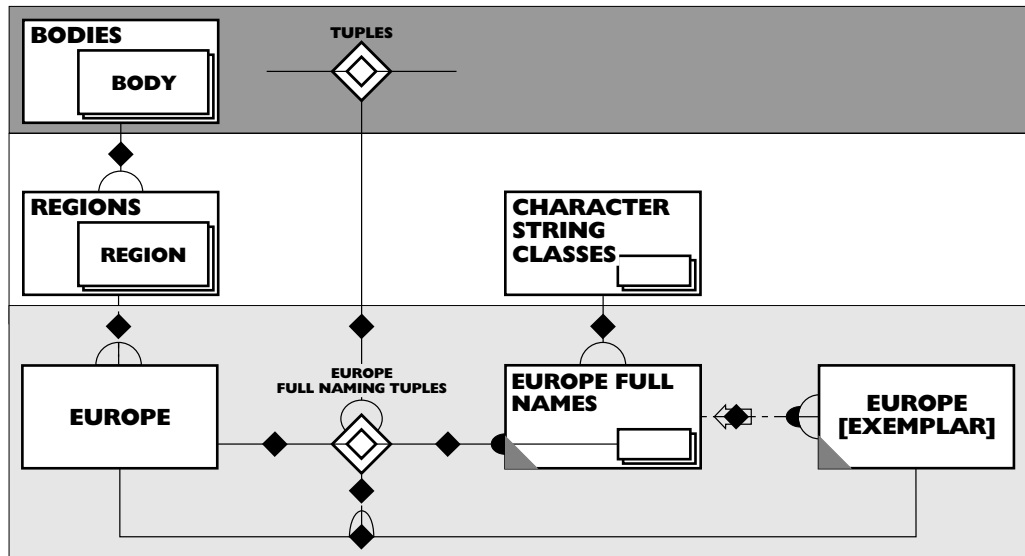 BODIES
BODY
TUPLES
REGIONS
REGION
CHARACTER
STRING
CLASSES
EUROPE
EUROPE
FULL NAMING TUPLES
EUROPE FULL
NAMES
EUROPE
[EXEMPLAR]